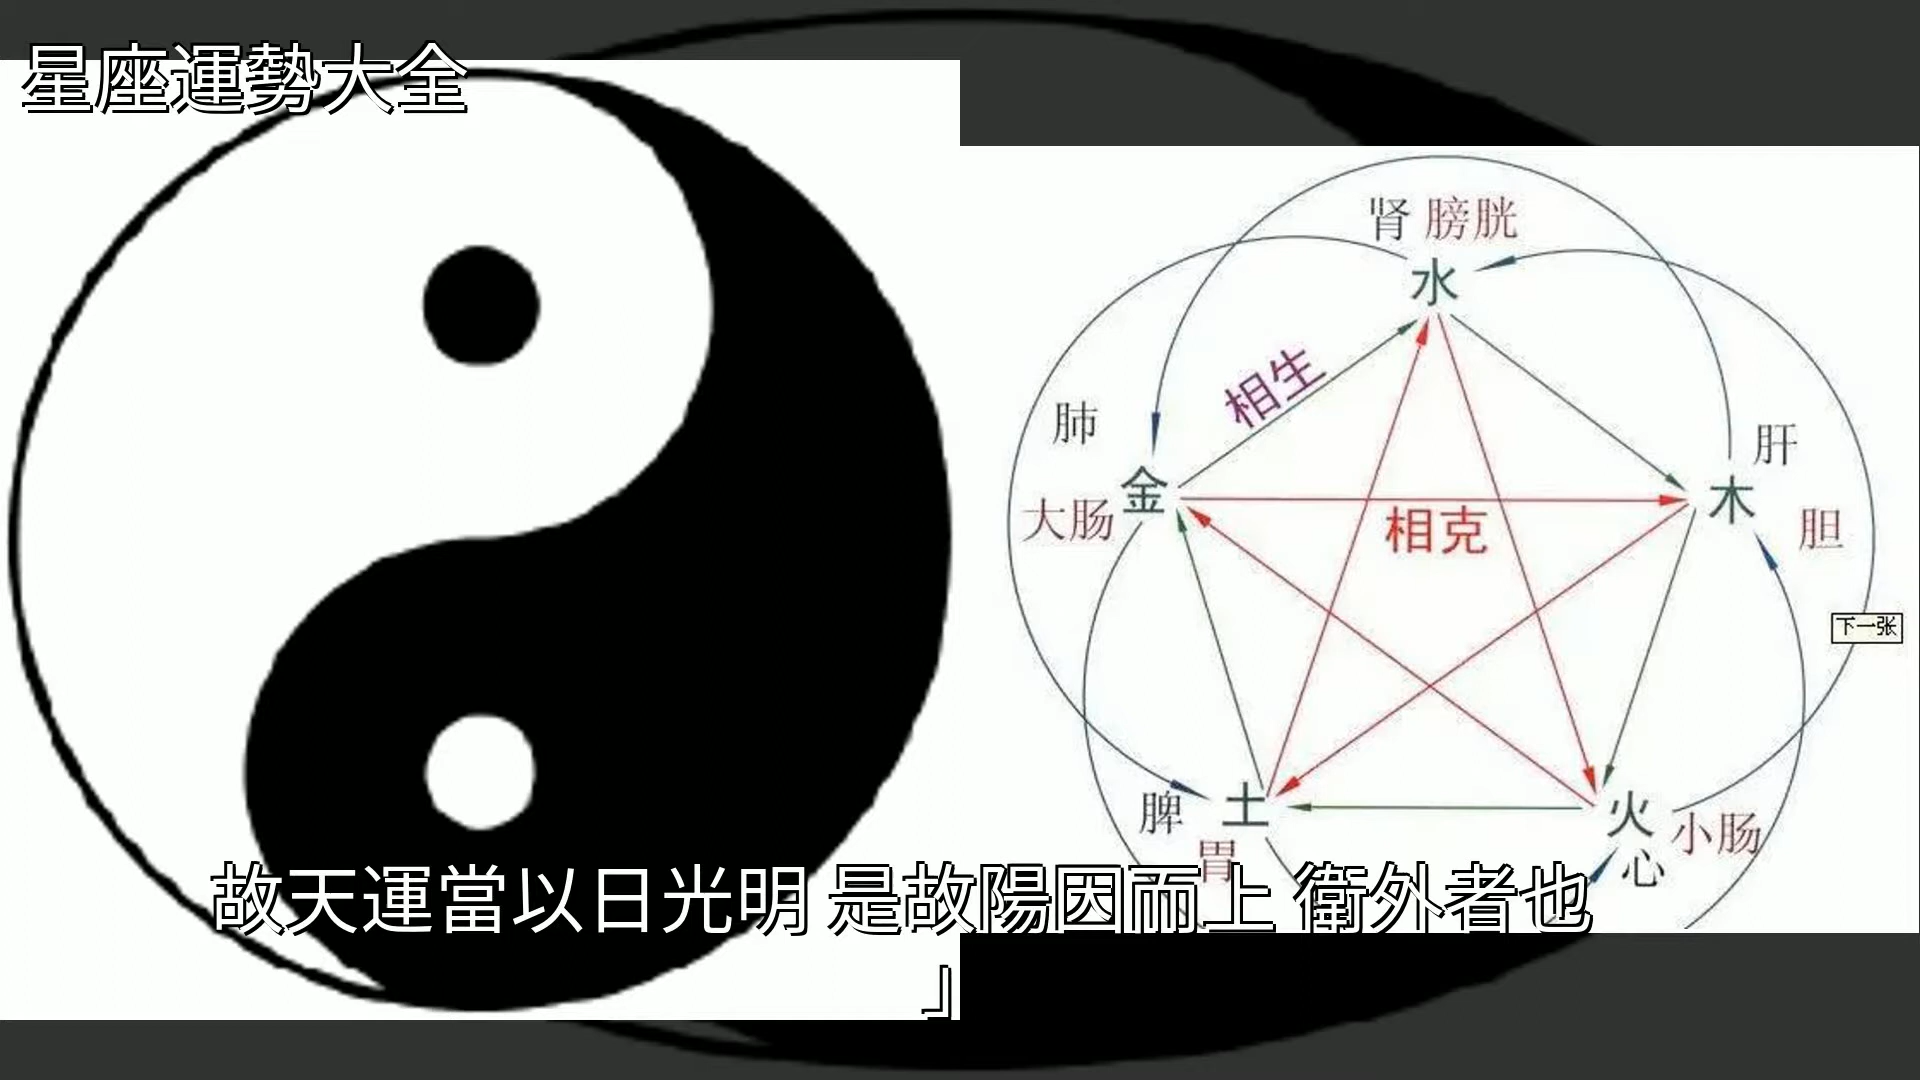 星座運勢大全
肾 膀胱
水
相生
肺
金
大肠
相克
肝
木
胆
下一张
脾 土
胃
火 小肠
心
故天運當以日光明 是故陽因而上 衛外者也
」